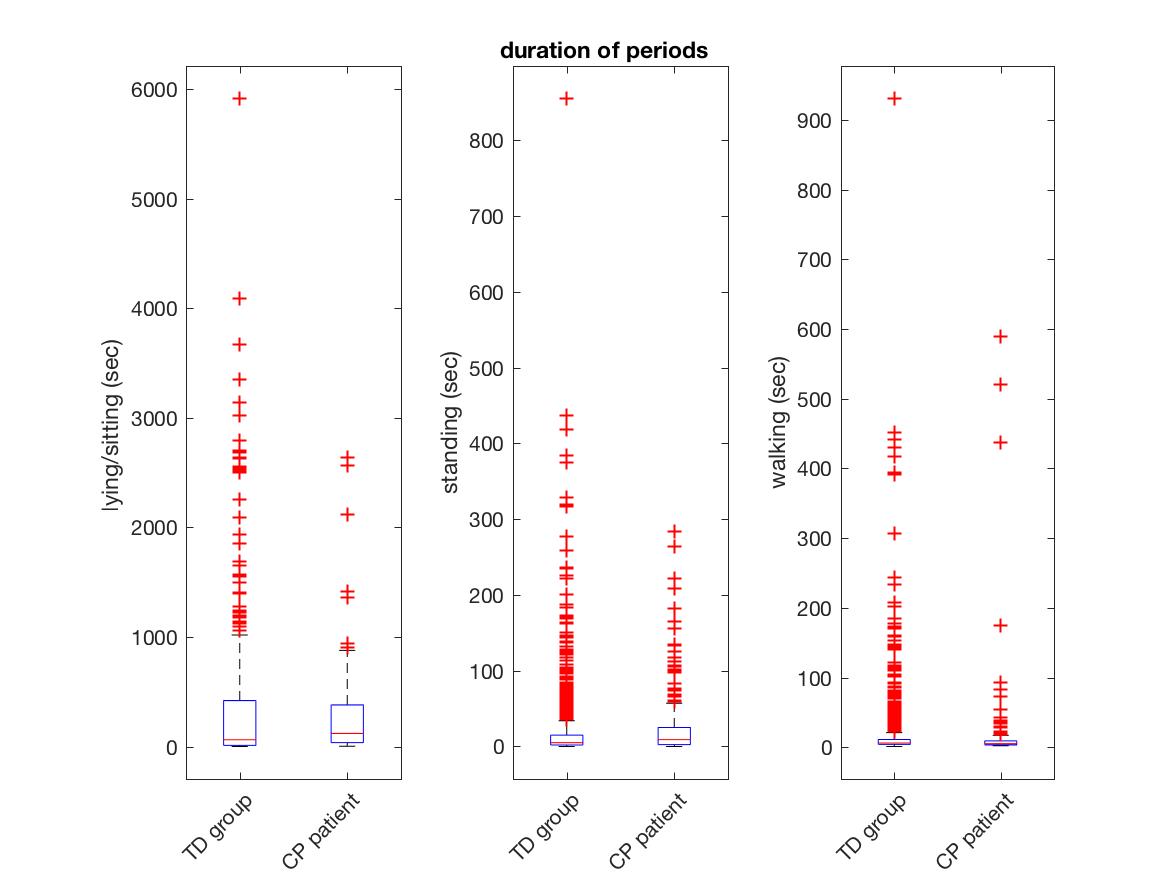 duration of periods
lying/sitting (sec)
6000
5000
4000
3000
2000
1000
0
TD group
CP patient
standing (sec)
800
700
600
500
400
300
200
100
0
TD group
CP patient
walking (sec)
900
800
700
600
500
400
300
200
100
0
TD group
CP patient